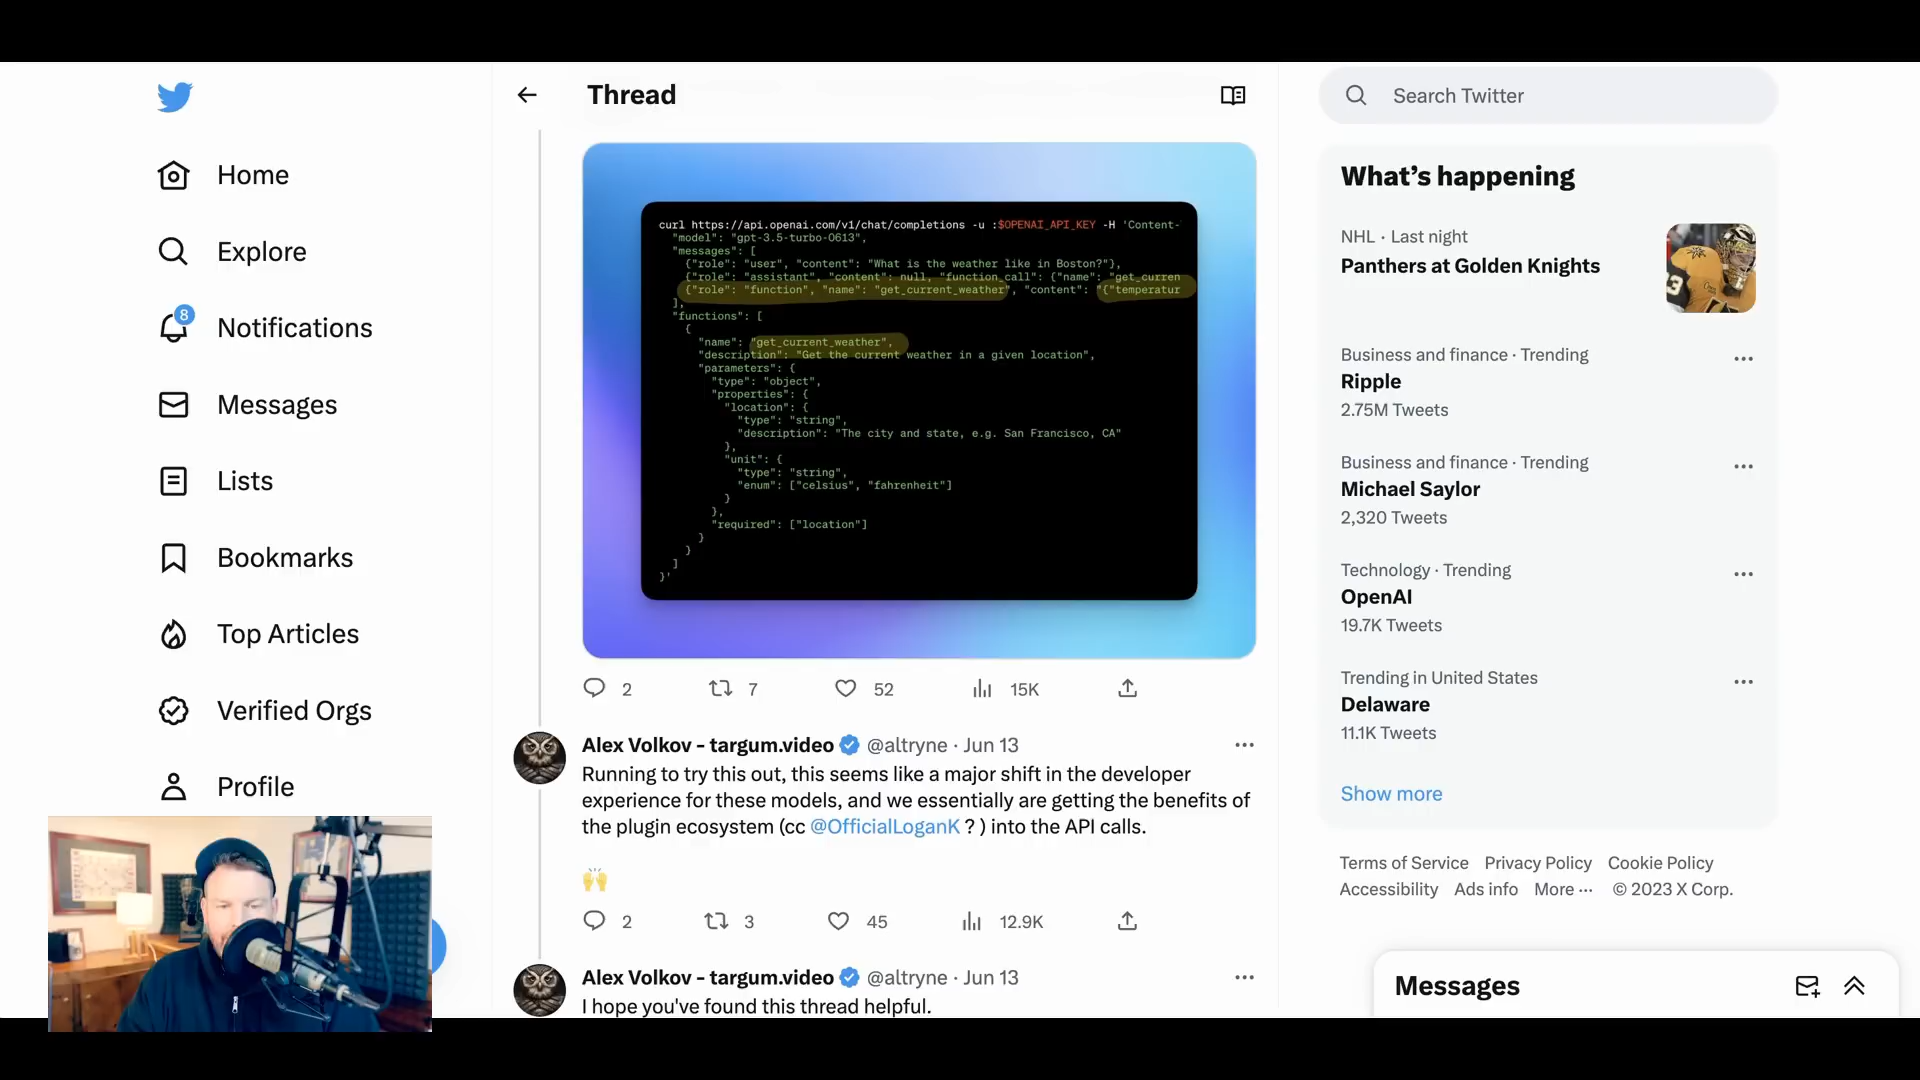 Thread
Search Twitter
Home
Explore
8
Notifications
Messages
Lists
Bookmarks
Top Articles
Verified Orgs
Profile
curl https://api.openai.com/v1/chat/completions -u :$OPENAI_API_KEY -H 'Content-
"model": "gpt-3.5-turbo-0613",
"messages": [
{"role": "user", "content": "What is the weather like in Boston?"},
{"role": "assistant", "content": null, "function_call": {"name": "get_curren
{"role": "function", "name": "get_current_weather", "content": "{"temperatur
],
"functions": [
{
"name": "get_current_weather",
"description": "Get the current weather in a given location",
"parameters": {
"type": "object",
"properties": {
"location": {
"type": "string",
"description": "The city and state, e.g. San Francisco, CA"
},
"unit": {
"type": "string",
"enum": ["celsius", "fahrenheit"]
}
},
"required": ["location"]
}
}
]
}'
2 7 52 15K
Alex Volkov - targum.video @altryne · Jun 13
Running to try this out, this seems like a major shift in the developer
experience for these models, and we essentially are getting the benefits of
the plugin ecosystem (cc @OfficialLoganK ? ) into the API calls.
🙌
2 3 45 12.9K
Alex Volkov - targum.video @altryne · Jun 13
I hope you've found this thread helpful.
What's happening
NHL · Last night
Panthers at Golden Knights
Business and finance · Trending
Ripple
2.75M Tweets
Business and finance · Trending
Michael Saylor
2,320 Tweets
Technology · Trending
OpenAI
19.7K Tweets
Trending in United States
Delaware
11.1K Tweets
Show more
Terms of Service Privacy Policy Cookie Policy
Accessibility Ads info More ··· © 2023 X Corp.
Messages